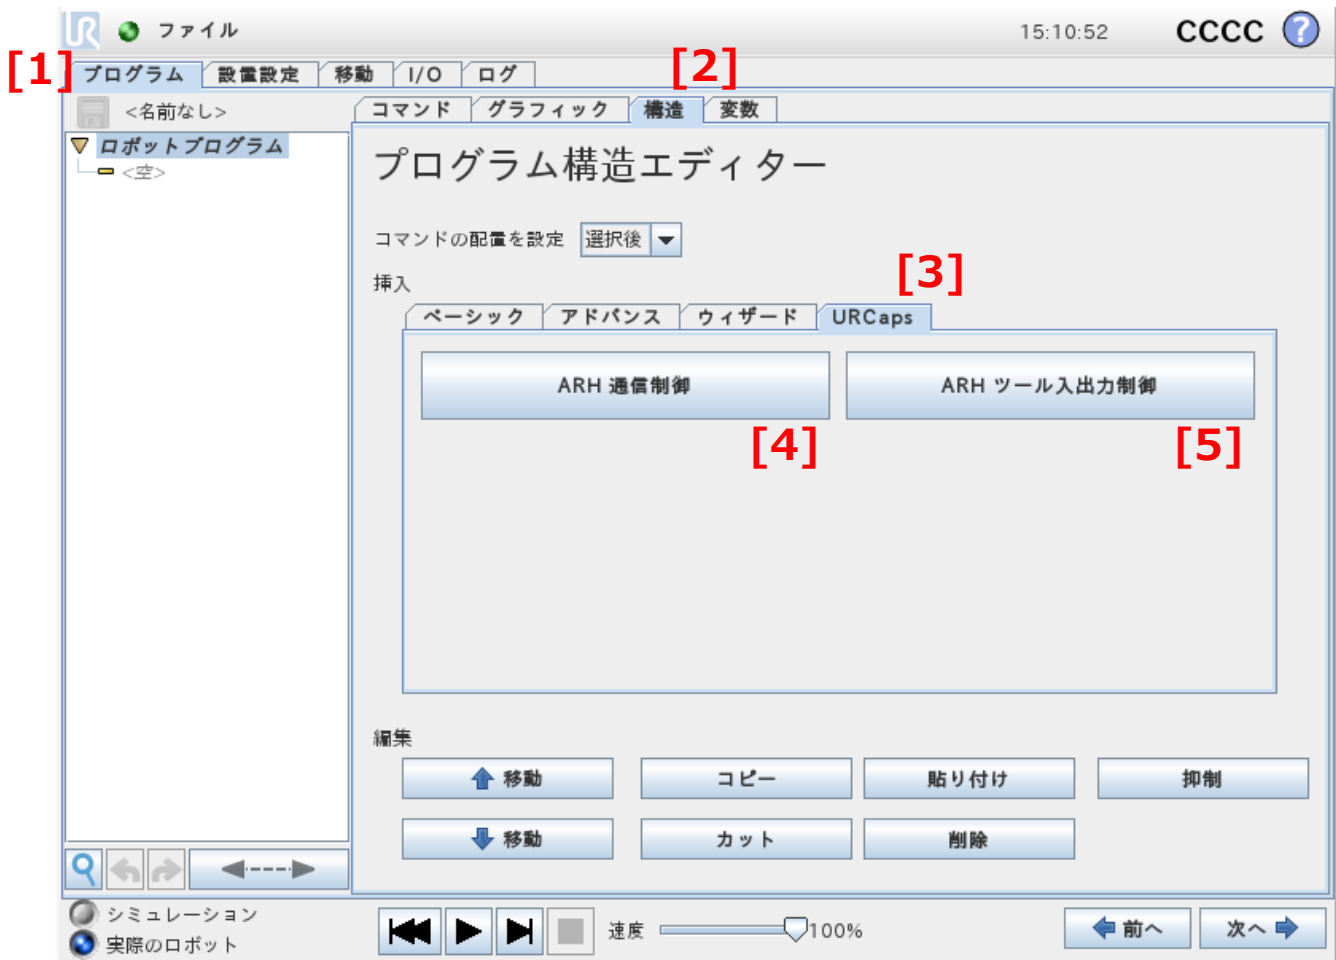 UR ファイル 15:10:52 CCCC ?
[1] プログラム 設置設定 移動 I/O ログ [2]
<名前なし> コマンド グラフィック 構造 変数
ロボットプログラム
<空>
プログラム構造エディター
コマンドの配置を設定 選択後
挿入 [3]
ベーシック アドバンス ウィザード URCaps
ARH 通信制御 ARH ツール入出力制御
[4] [5]
編集
移動 コピー 貼り付け 抑制
移動 カット 削除
シミュレーション
実際のロボット 速度 100% 前へ 次へ